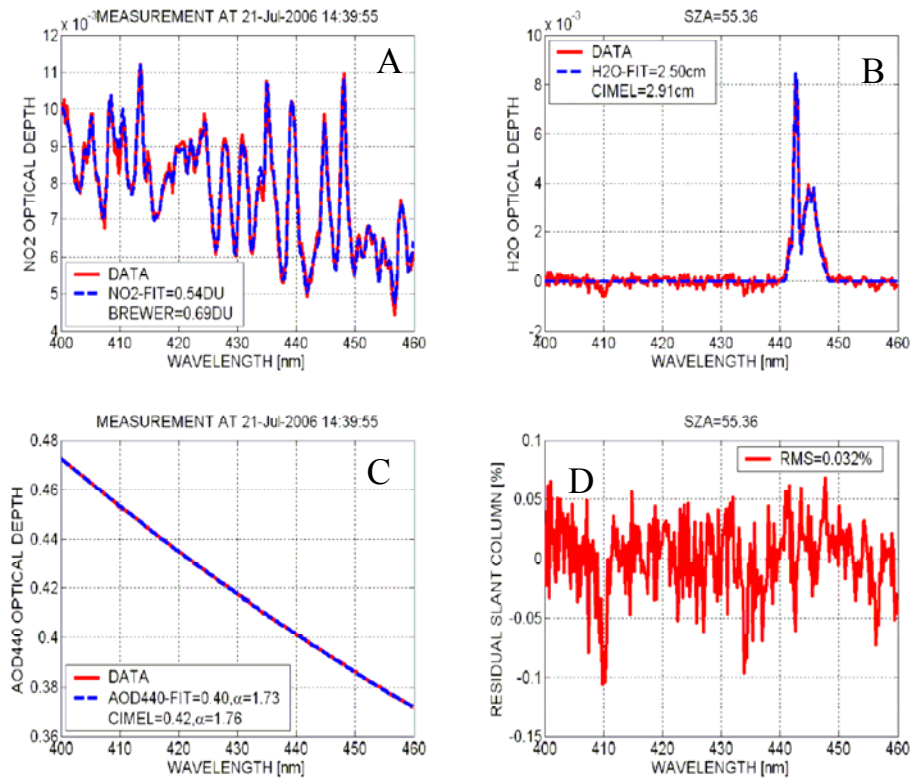 MEASUREMENT AT 21-Jul-2006 14:39:55
× 10⁻³
12
11
10
9
8
7
6
5
4
NO2 OPTICAL DEPTH
A
DATA
NO2-FIT=0.54DU
BREWER=0.69DU
400 410 420 430 440 450 460
WAVELENGTH [nm]
SZA=55.36
× 10⁻³
10
8
6
4
2
0
-2
H2O OPTICAL DEPTH
DATA
H2O-FIT=2.50cm
CIMEL=2.91cm
B
400 410 420 430 440 450 460
WAVELENGTH [nm]
MEASUREMENT AT 21-Jul-2006 14:39:55
0.48
0.46
0.44
0.42
0.4
0.38
0.36
AOD440 OPTICAL DEPTH
C
DATA
AOD440-FIT=0.40,α=1.73
CIMEL=0.42,α=1.76
400 410 420 430 440 450 460
WAVELENGTH [nm]
SZA=55.36
0.1
0.05
0
-0.05
-0.1
-0.15
RESIDUAL SLANT COLUMN [%]
D
RMS=0.032%
400 410 420 430 440 450 460
WAVELENGTH [nm]